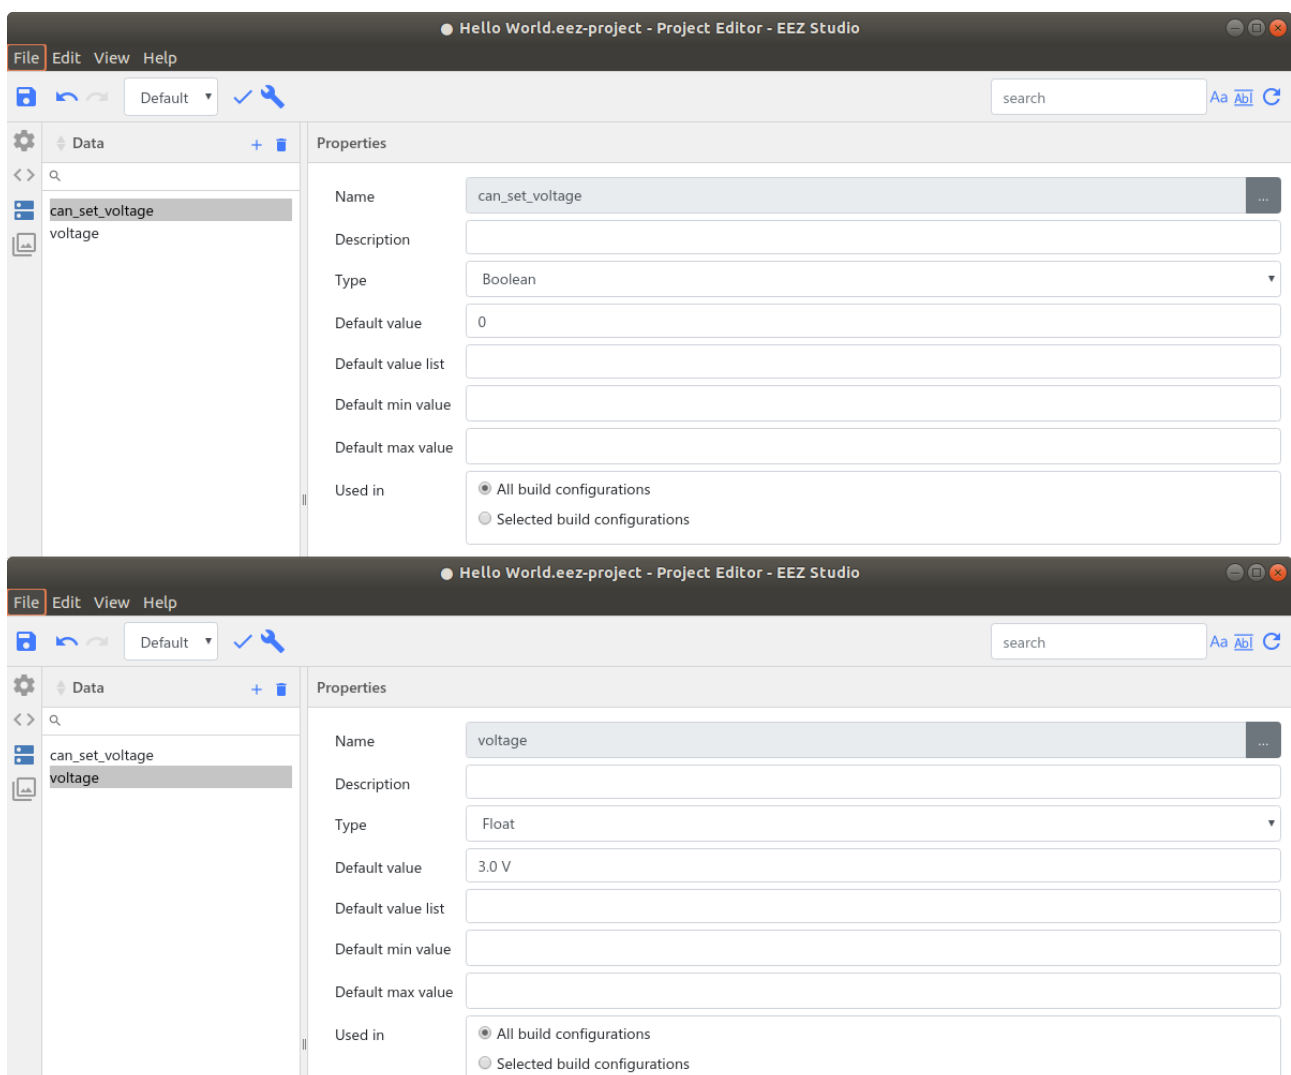 Hello World.eez-project - Project Editor - EEZ Studio
File Edit View Help
Default search Aa Abl
Data + Properties
Name can_set_voltage ...
can_set_voltage
voltage
Description
Type Boolean
Default value 0
Default value list
Default min value
Default max value
Used in All build configurations
Selected build configurations
Hello World.eez-project - Project Editor - EEZ Studio
File Edit View Help
Default search Aa Abl
Data + Properties
Name voltage ...
can_set_voltage
voltage
Description
Type Float
Default value 3.0 V
Default value list
Default min value
Default max value
Used in All build configurations
Selected build configurations